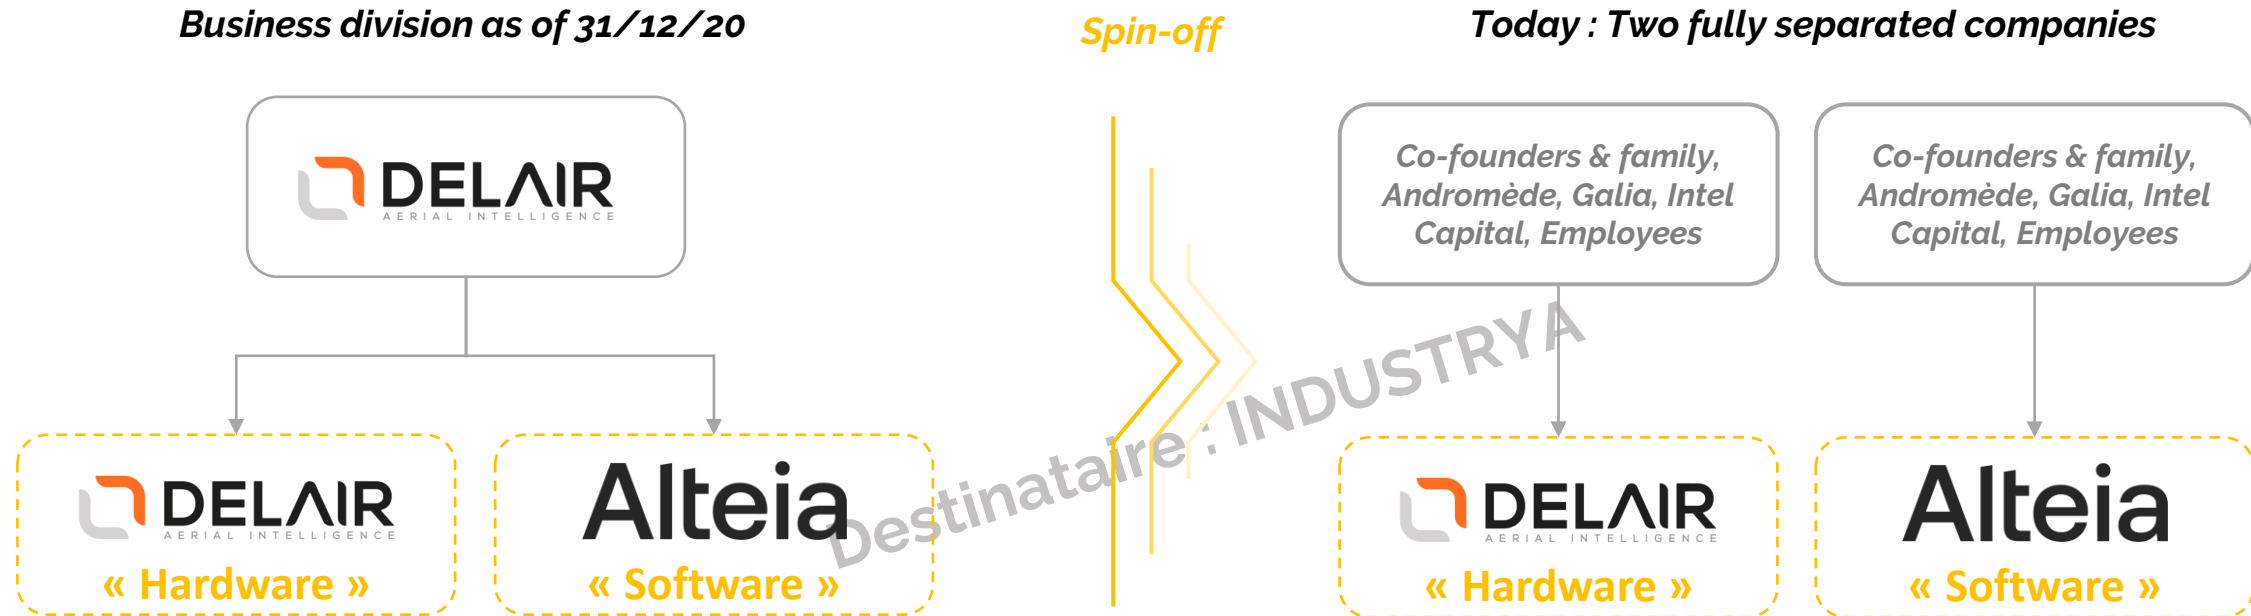 Business division as of 31/12/20
Spin-off
Today : Two fully separated companies
DELAIR
AERIAL INTELLIGENCE
Co-founders & family,
Andromède, Galia, Intel
Capital, Employees
Co-founders & family,
Andromède, Galia, Intel
Capital, Employees
DELAIR
AERIAL INTELLIGENCE
« Hardware »
Alteia
« Software »
Destinataire : INDUSTRYA
DELAIR
AERIAL INTELLIGENCE
« Hardware »
Alteia
« Software »